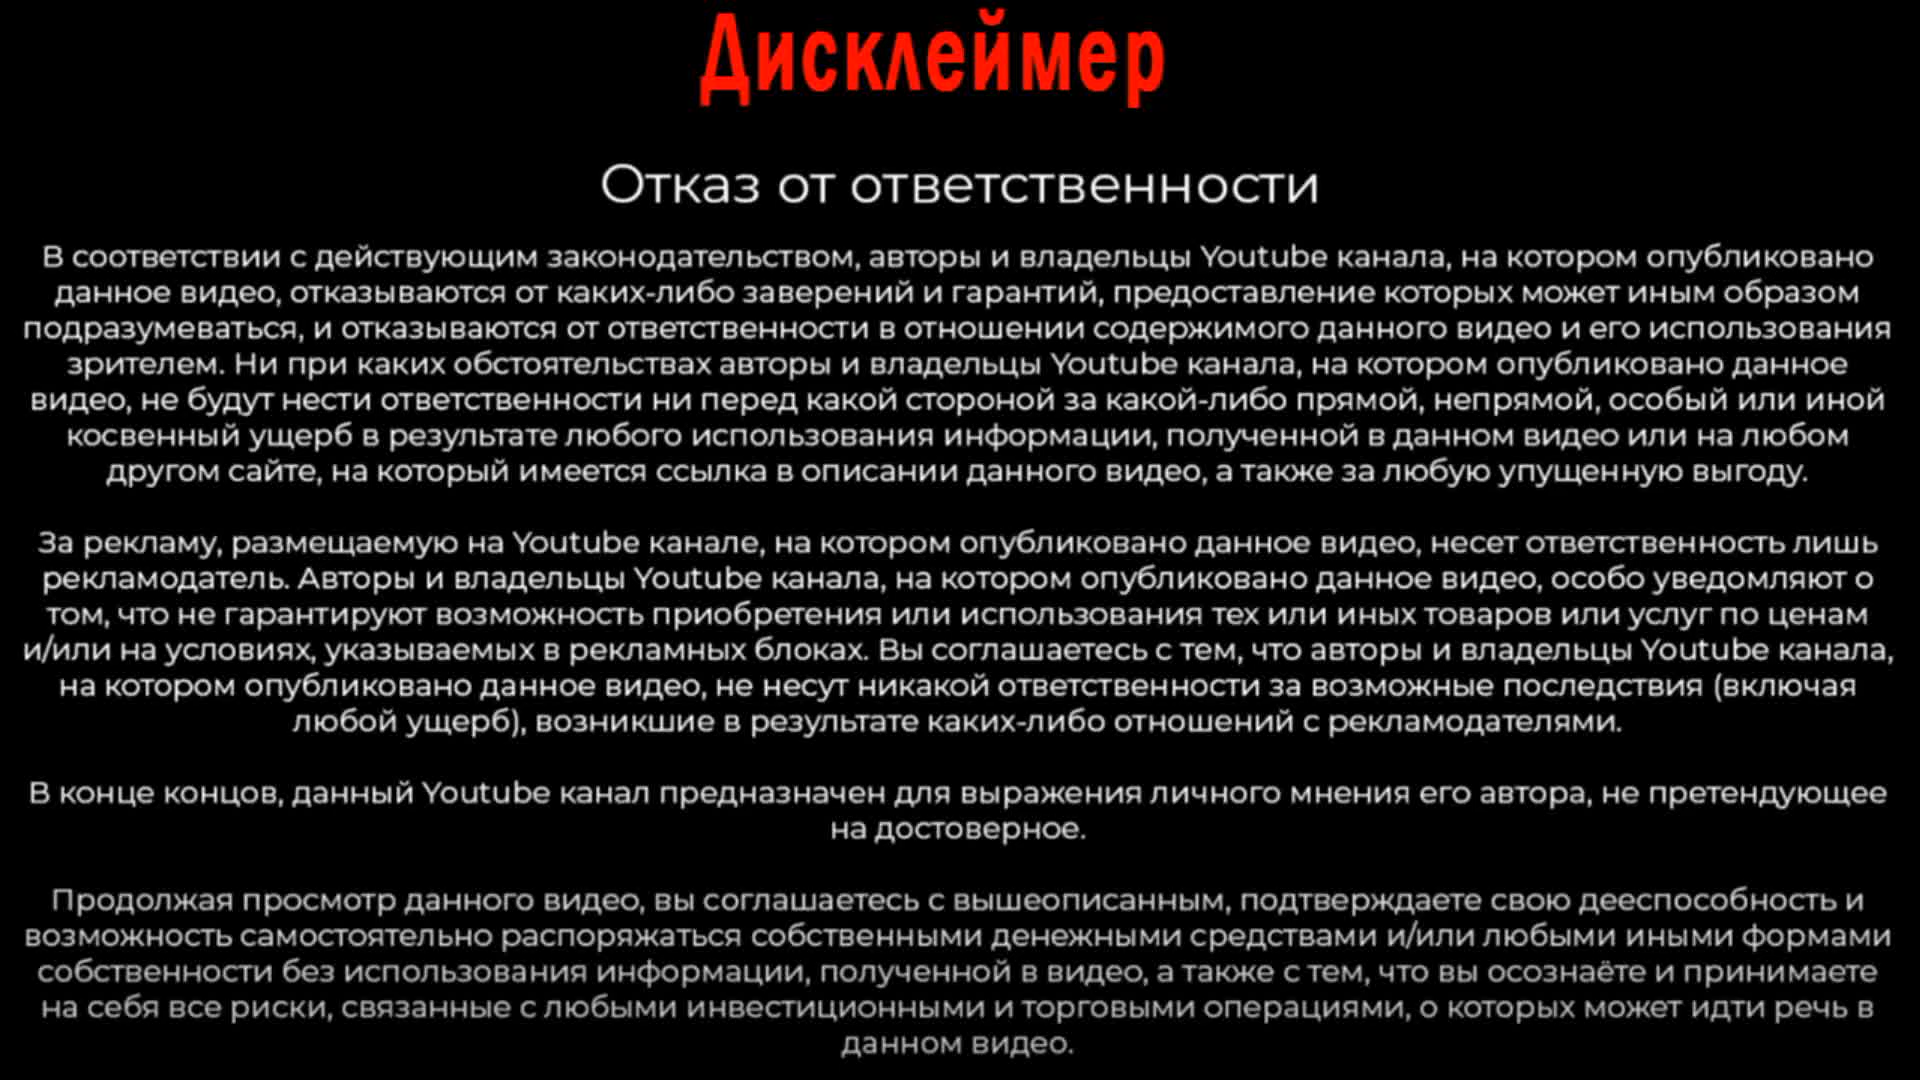 Дисклеймер
Отказ от ответственности
В соответствии с действующим законодательством, авторы и владельцы Youtube канала, на котором опубликовано
данное видео, отказываются от каких-либо заверений и гарантий, предоставление которых может иным образом
подразумеваться, и отказываются от ответственности в отношении содержимого данного видео и его использования
зрителем. Ни при каких обстоятельствах авторы и владельцы Youtube канала, на котором опубликовано данное
видео, не будут нести ответственности ни перед какой стороной за какой-либо прямой, непрямой, особый или иной
косвенный ущерб в результате любого использования информации, полученной в данном видео или на любом
другом сайте, на который имеется ссылка в описании данного видео, а также за любую упущенную выгоду.
За рекламу, размещаемую на Youtube канале, на котором опубликовано данное видео, несет ответственность лишь
рекламодатель. Авторы и владельцы Youtube канала, на котором опубликовано данное видео, особо уведомляют о
том, что не гарантируют возможность приобретения или использования тех или иных товаров или услуг по ценам
и/или на условиях, указываемых в рекламных блоках. Вы соглашаетесь с тем, что авторы и владельцы Youtube канала,
на котором опубликовано данное видео, не несут никакой ответственности за возможные последствия (включая
любой ущерб), возникшие в результате каких-либо отношений с рекламодателями.
В конце концов, данный Youtube канал предназначен для выражения личного мнения его автора, не претендующее
на достоверное.
Продолжая просмотр данного видео, вы соглашаетесь с вышеописанным, подтверждаете свою дееспособность и
возможность самостоятельно распоряжаться собственными денежными средствами и/или любыми иными формами
собственности без использования информации, полученной в видео, а также с тем, что вы осознаёте и принимаете
на себя все риски, связанные с любыми инвестиционными и торговыми операциями, о которых может идти речь в
данном видео.